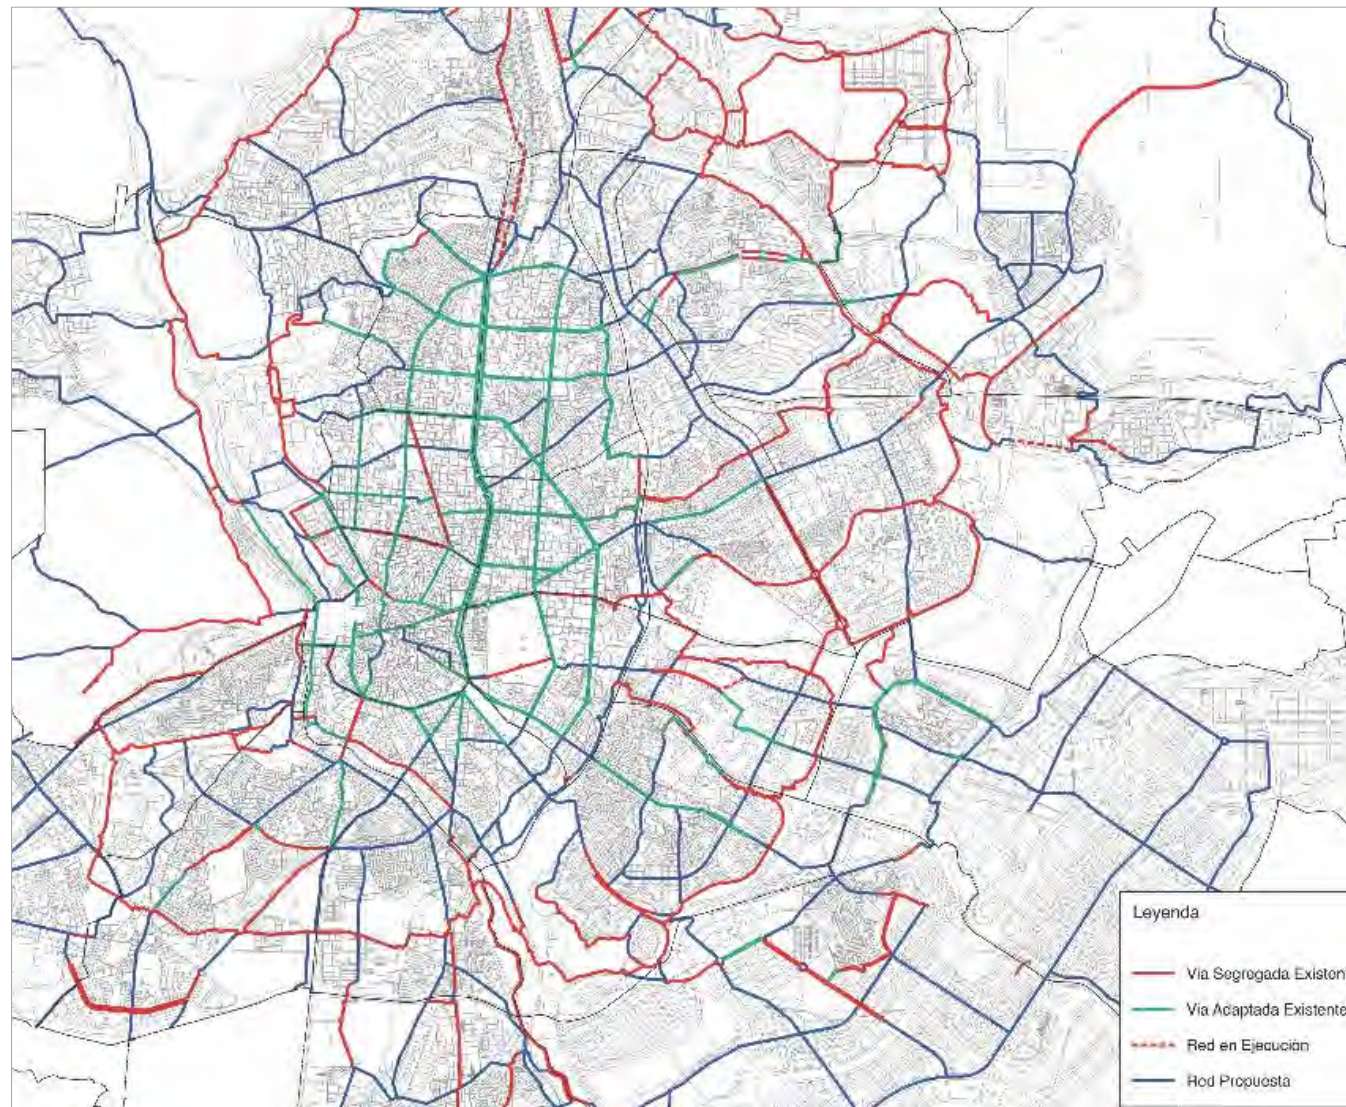 Leyenda
Via Segregada Existen
Via Adaptada Existente
Red en Ejecución
Red Propuesta